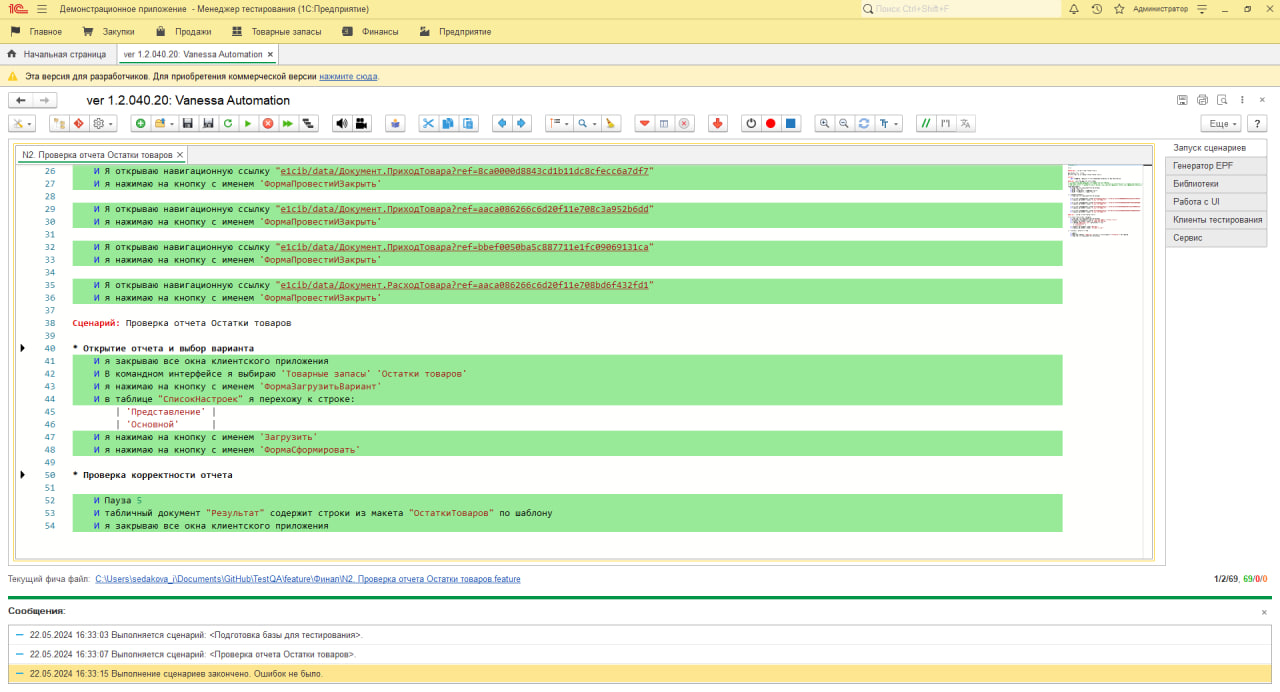 1С Демонстрационное приложение - Менеджер тестирования (1С:Предприятие)
Поиск Ctrl+Shift+F
Администратор
Главное Закупки Продажи Товарные запасы Финансы Предприятие
Начальная страница ver 1.2.040.20: Vanessa Automation ×
Эта версия для разработчиков. Для приобретения коммерческой версии нажмите сюда.
ver 1.2.040.20: Vanessa Automation
Еще ?
N2. Проверка отчета Остатки товаров ×
26 И Я открываю навигационную ссылку "e1cib/data/Документ.ПриходТовара?ref=8ca0000d8843cd1b11dc8cfecc6a7df7"
27 И я нажимаю на кнопку с именем 'ФормаПровестиИЗакрыть'
28
29 И Я открываю навигационную ссылку "e1cib/data/Документ.ПриходТовара?ref=aaca086266c6d20f11e708c3a952b6dd"
30 И я нажимаю на кнопку с именем 'ФормаПровестиИЗакрыть'
31
32 И Я открываю навигационную ссылку "e1cib/data/Документ.ПриходТовара?ref=bbef0050ba5c887711e1fc09069131ca"
33 И я нажимаю на кнопку с именем 'ФормаПровестиИЗакрыть'
34
35 И Я открываю навигационную ссылку "e1cib/data/Документ.РасходТовара?ref=aaca086266c6d20f11e708bd6f432fd1"
36 И я нажимаю на кнопку с именем 'ФормаПровестиИЗакрыть'
37
38 Сценарий: Проверка отчета Остатки товаров
39
40 * Открытие отчета и выбор варианта
41 И я закрываю все окна клиентского приложения
42 И В командном интерфейсе я выбираю 'Товарные запасы' 'Остатки товаров'
43 И я нажимаю на кнопку с именем 'ФормаЗагрузитьВариант'
44 И в таблице "СписокНастроек" я перехожу к строке:
45 | 'Представление' |
46 | 'Основной' |
47 И я нажимаю на кнопку с именем 'Загрузить'
48 И я нажимаю на кнопку с именем 'ФормаСформировать'
49
50 * Проверка корректности отчета
51
52 И Пауза 5
53 И табличный документ "Результат" содержит строки из макета "ОстаткиТоваров" по шаблону
54 И я закрываю все окна клиентского приложения
Запуск сценариев
Генератор EPF
Библиотеки
Работа с UI
Клиенты тестирования
Сервис
Текущий фича файл: C:\Users\sedakova_i\Documents\GitHub\TestQA\feature\Финал\N2. Проверка отчета Остатки товаров.feature
1/2/69, 69/0/0
Сообщения:
22.05.2024 16:33:03 Выполняется сценарий: <Подготовка базы для тестирования>.
22.05.2024 16:33:07 Выполняется сценарий: <Проверка отчета Остатки товаров>.
22.05.2024 16:33:15 Выполнение сценариев закончено. Ошибок не было.